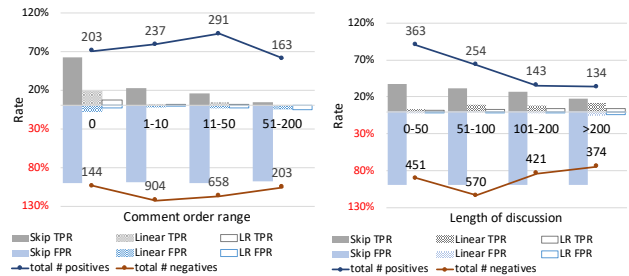 120%
70%
20%
30%
80%
130%
Rate
203
237
291
163
0
1-10
11-50
51-200
144
904
658
203
Comment order range
Skip TPR
Linear TPR
LR TPR
Skip FPR
Linear FPR
LR FPR
total # positives
total # negatives
120%
70%
20%
30%
80%
130%
Rate
363
254
143
134
0-50
51-100
101-200
>200
451
570
421
374
Length of discussion
Skip TPR
Linear TPR
LR TPR
Skip FPR
Linear FPR
LR FPR
total # positives
total # negatives